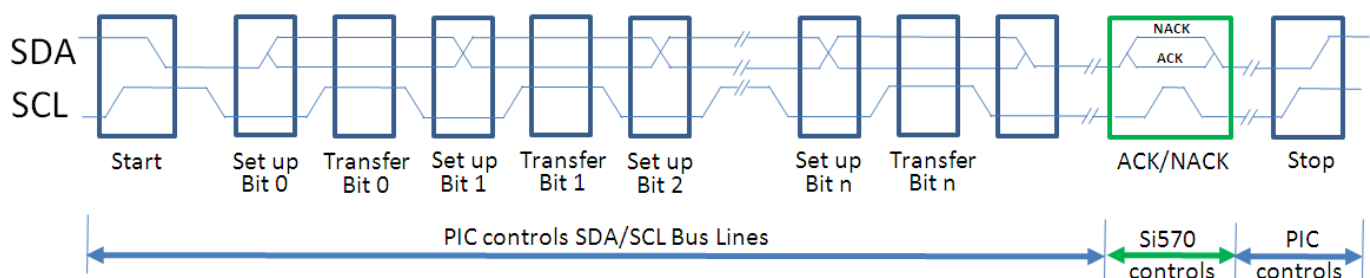 SDA
SCL
NACK
ACK
Start
Set up
Bit 0
Transfer
Bit 0
Set up
Bit 1
Transfer
Bit 1
Set up
Bit 2
Set up
Bit n
Transfer
Bit n
ACK/NACK
Stop
PIC controls SDA/SCL Bus Lines
Si570
controls
PIC
controls